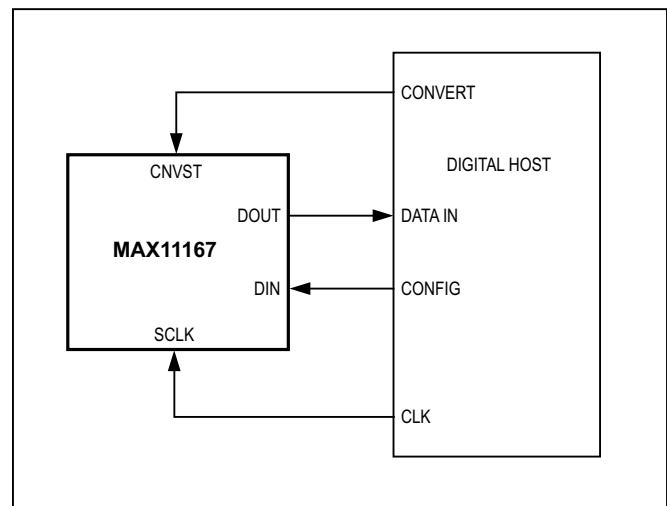 CONVERT
CNVST
DIGITAL HOST
DOUT
DATA IN
MAX11167
DIN
CONFIG
SCLK
CLK